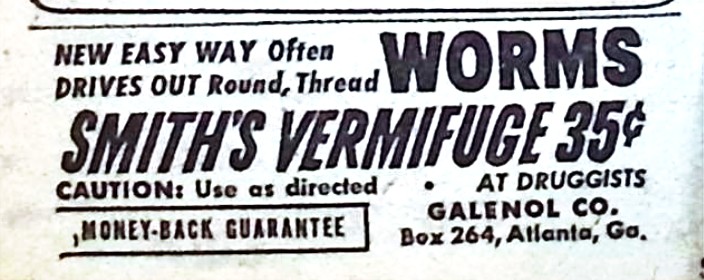 NEW EASY WAY Often
DRIVES OUT Round, Thread WORMS
SMITH'S VERMIFUGE 35¢
CAUTION: Use as directed • AT DRUGGISTS
MONEY-BACK GUARANTEE
GALENOL CO.
Box 264, Atlanta, Ga.